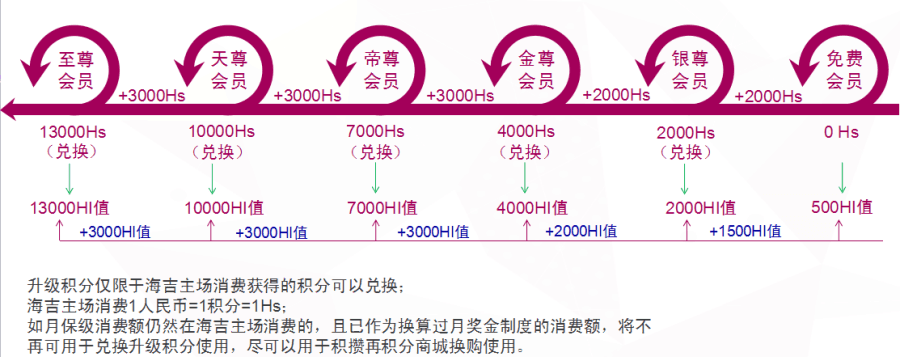 至尊 天尊 帝尊 金尊 银尊 免费
会员 会员 会员 会员 会员 会员
+3000Hs +3000Hs +3000Hs +2000Hs +2000Hs
13000Hs 10000Hs 7000Hs 4000Hs 2000Hs 0 Hs
（兑换） （兑换） （兑换） （兑换） （兑换）
13000HI值 10000HI值 7000HI值 4000HI值 2000HI值 500HI值
+3000HI值 +3000HI值 +3000HI值 +2000HI值 +1500HI值
升级积分仅限于海吉主场消费获得的积分可以兑换；
海吉主场消费1人民币=1积分=1Hs；
如月保级消费额仍然在海吉主场消费的，且已作为换算过月奖金制度的消费额，将不
再可用于兑换升级积分使用，尽可以用于积攒再积分商城换购使用。